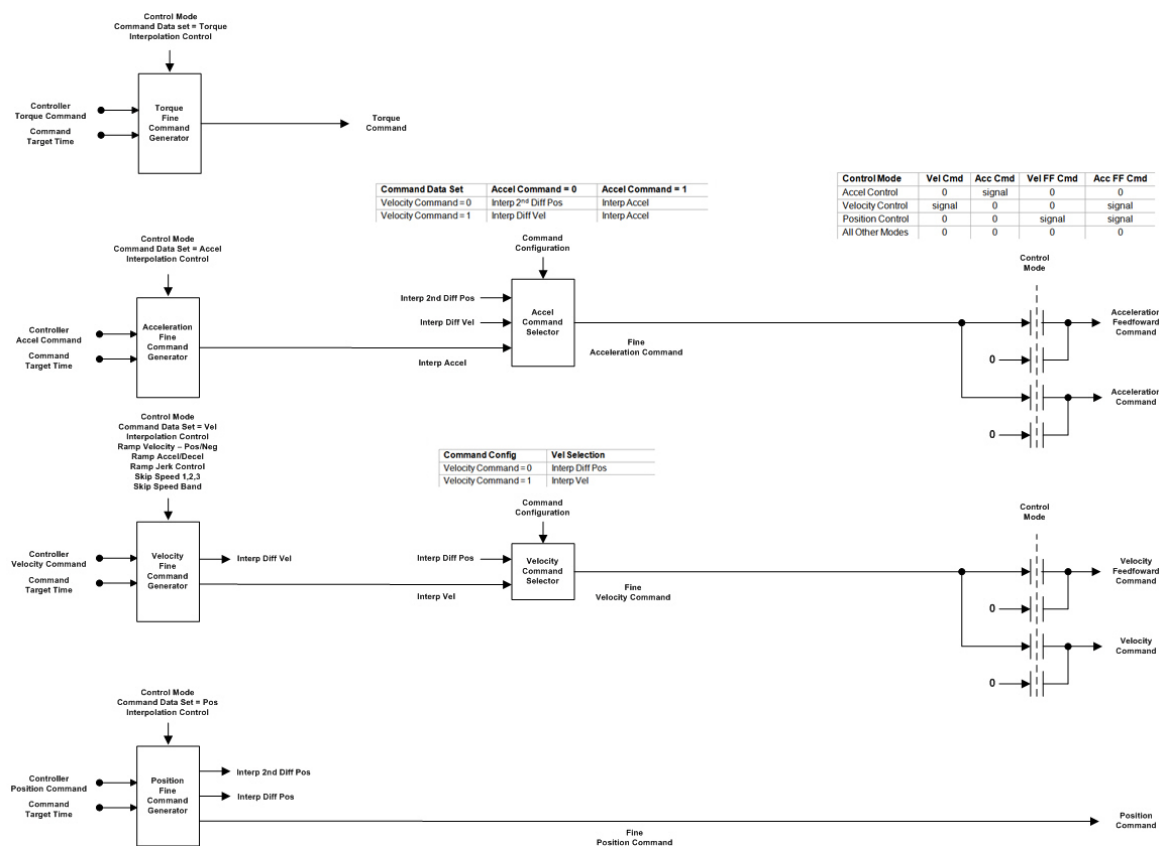 Control Mode
Command Data set = Torque
Interpolation Control
Controller
Torque Command
Command
Target Time
Torque
Fine
Command
Generator
Torque
Command
Command Data Set Accel Command = 0 Accel Command = 1
Velocity Command = 0 Interp 2nd Diff Pos Interp Accel
Velocity Command = 1 Interp Diff Vel Interp Accel
Control Mode Vel Cmd Acc Cmd Vel FF Cmd Acc FF Cmd
Accel Control 0 signal 0 0
Velocity Control signal 0 0 signal
Position Control 0 0 signal signal
All Other Modes 0 0 0 0
Control Mode
Command Data Set = Accel
Interpolation Control
Command
Configuration
Control
Mode
Controller
Accel Command
Command
Target Time
Acceleration
Fine
Command
Generator
Interp 2nd Diff Pos
Interp Diff Vel
Interp Accel
Accel
Command
Selector
Fine
Acceleration Command
0
0
Acceleration
Feedfoward
Command
Acceleration
Command
Control Mode
Command Data Set = Vel
Interpolation Control
Ramp Velocity – Pos/Neg
Ramp Accel/Decel
Ramp Jerk Control
Skip Speed 1,2,3
Skip Speed Band
Command Config Vel Selection
Velocity Command = 0 Interp Diff Pos
Velocity Command = 1 Interp Vel
Command
Configuration
Control
Mode
Controller
Velocity Command
Command
Target Time
Velocity
Fine
Command
Generator
Interp Diff Vel
Interp Diff Pos
Interp Vel
Velocity
Command
Selector
Fine
Velocity Command
0
0
Velocity
Feedfoward
Command
Velocity
Command
Control Mode
Command Data Set = Pos
Interpolation Control
Controller
Position Command
Command
Target Time
Position
Fine
Command
Generator
Interp 2nd Diff Pos
Interp Diff Pos
Fine
Position Command
Position
Command